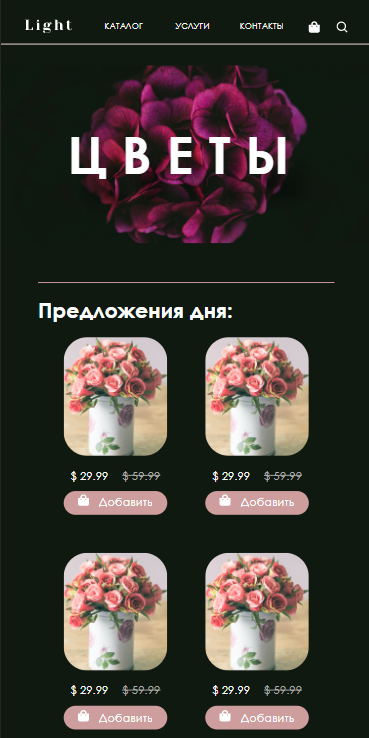 Light КАТАЛОГ УСЛУГИ КОНТАКТЫ
ЦВЕТЫ
Предложения дня:
$ 29.99 $ 59.99 $ 29.99 $ 59.99
Добавить Добавить
$ 29.99 $ 59.99 $ 29.99 $ 59.99
Добавить Добавить